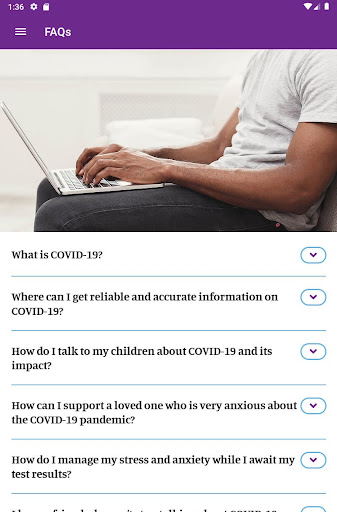 1:36
FAQs
What is COVID-19?
Where can I get reliable and accurate information on
COVID-19?
How do I talk to my children about COVID-19 and its
impact?
How can I support a loved one who is very anxious about
the COVID-19 pandemic?
How do I manage my stress and anxiety while I await my
test results?